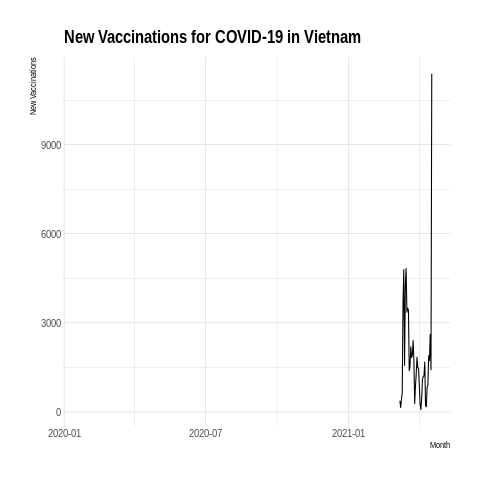 New Vaccinations for COVID-19 in Vietnam
New Vaccinations
9000
6000
3000
0
2020-01
2020-07
2021-01
Month